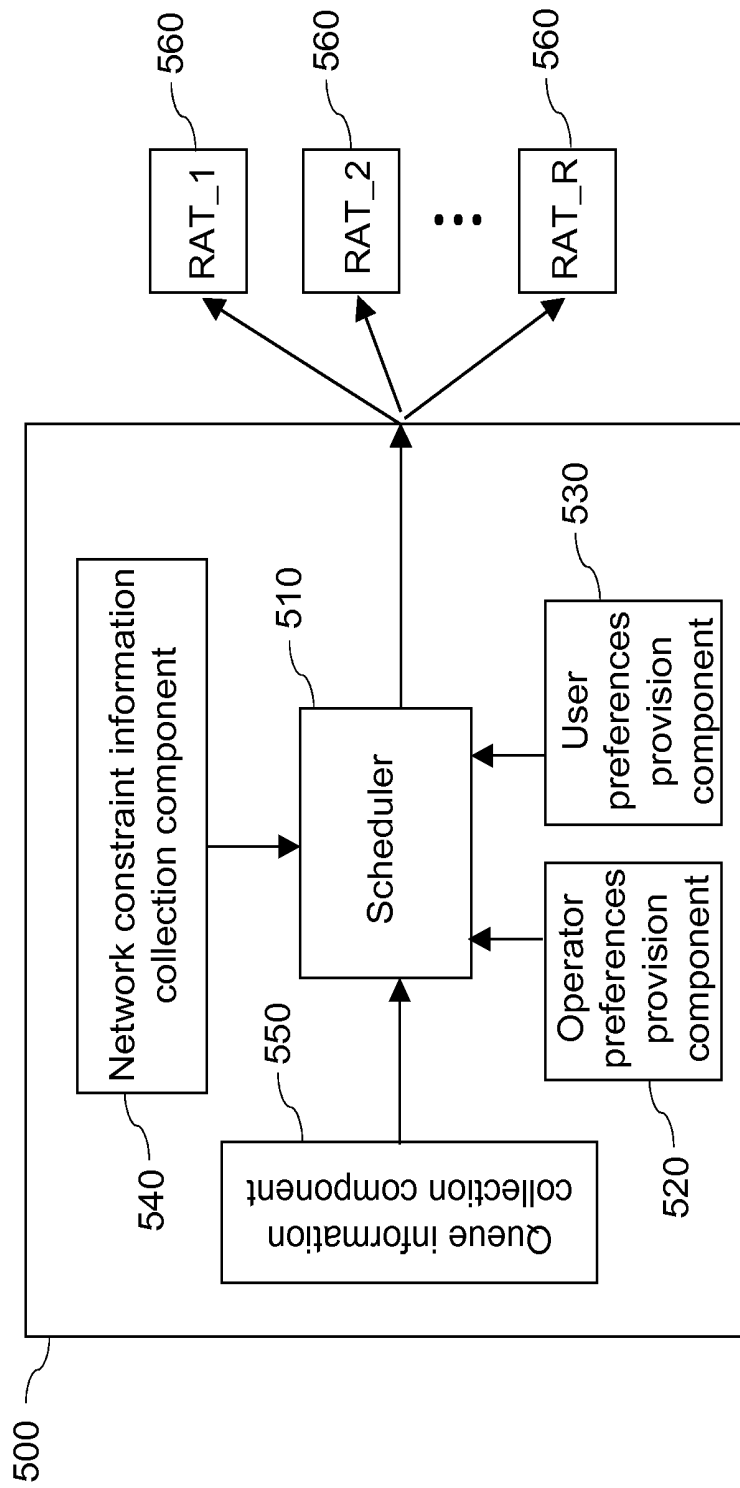 500
540
Network constraint information
collection component
550
Queue information
collection component
510
Scheduler
520
Operator
preferences
provision
component
530
User
preferences
provision
component
RAT_1
560
RAT_2
560
...
RAT_R
560